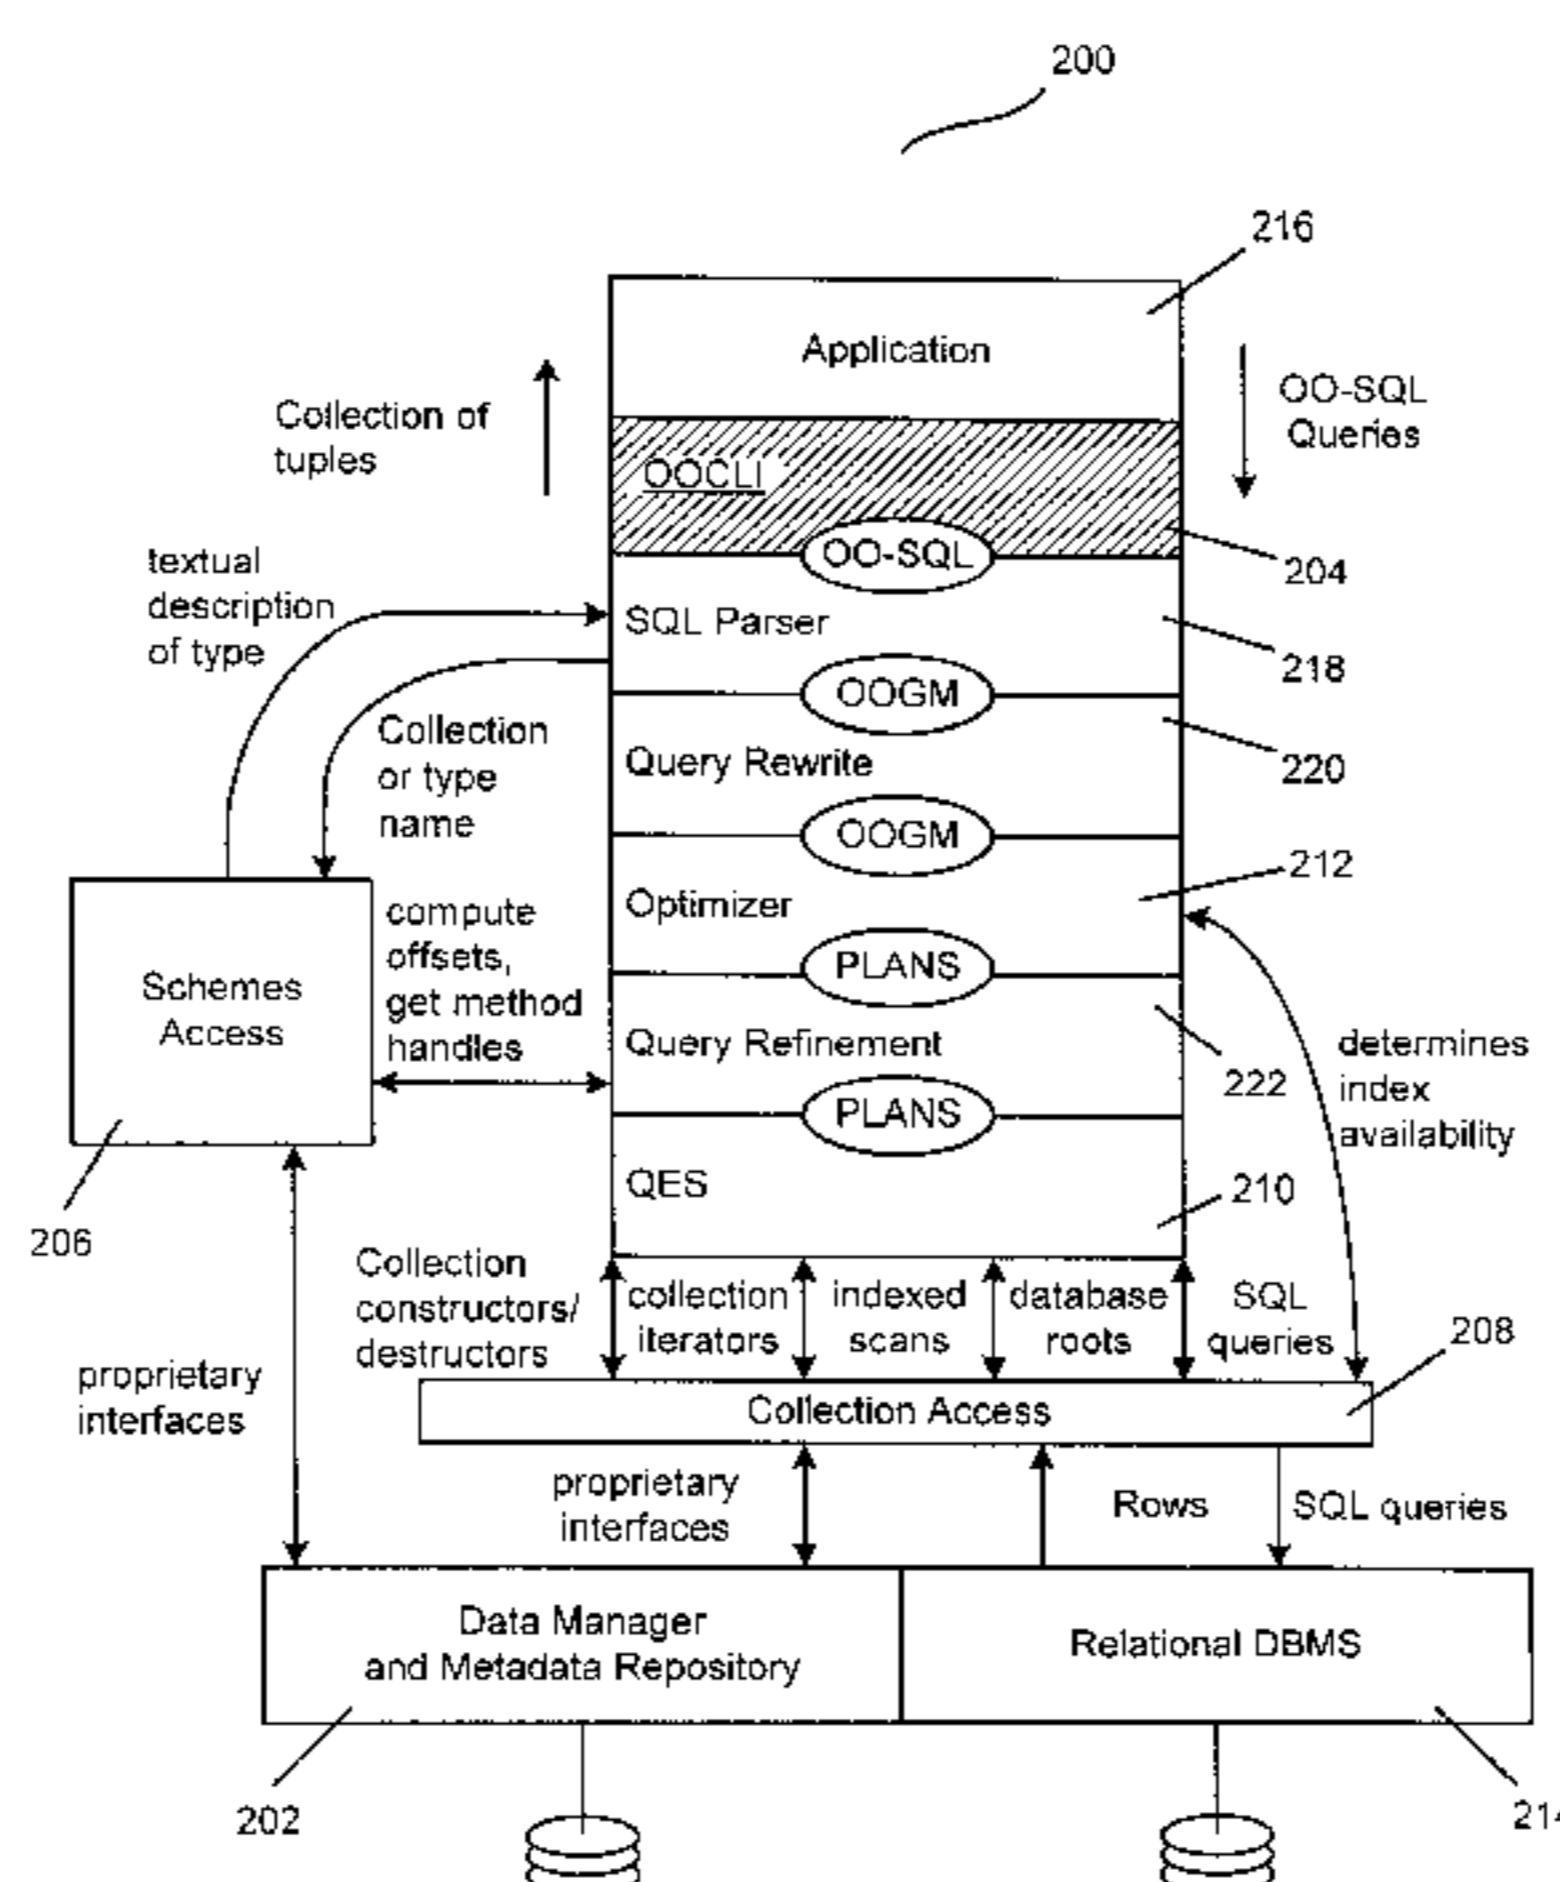 200
216
Application
Collection of
tuples
OO-SQL
Queries
OOCLI
OO-SQL
204
textual
description
of type
SQL Parser
218
OOGM
Collection
or type
name
Query Rewrite
220
OOGM
212
Optimizer
compute
offsets,
get method
handles
PLANS
Schemes
Access
Query Refinement
222
determines
index
availability
PLANS
QES
210
206
Collection
constructors/
destructors
collection
iterators
indexed
scans
database
roots
SQL
queries
208
proprietary
interfaces
Collection Access
proprietary
interfaces
Rows
SQL queries
Data Manager
and Metadata Repository
Relational DBMS
202
214